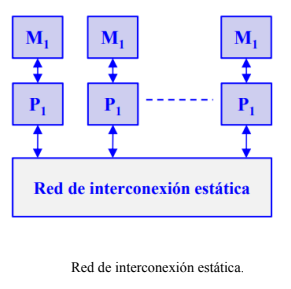 M1 M1 M1
P1 P1 P1
Red de interconexión estática
Red de interconexión estática.